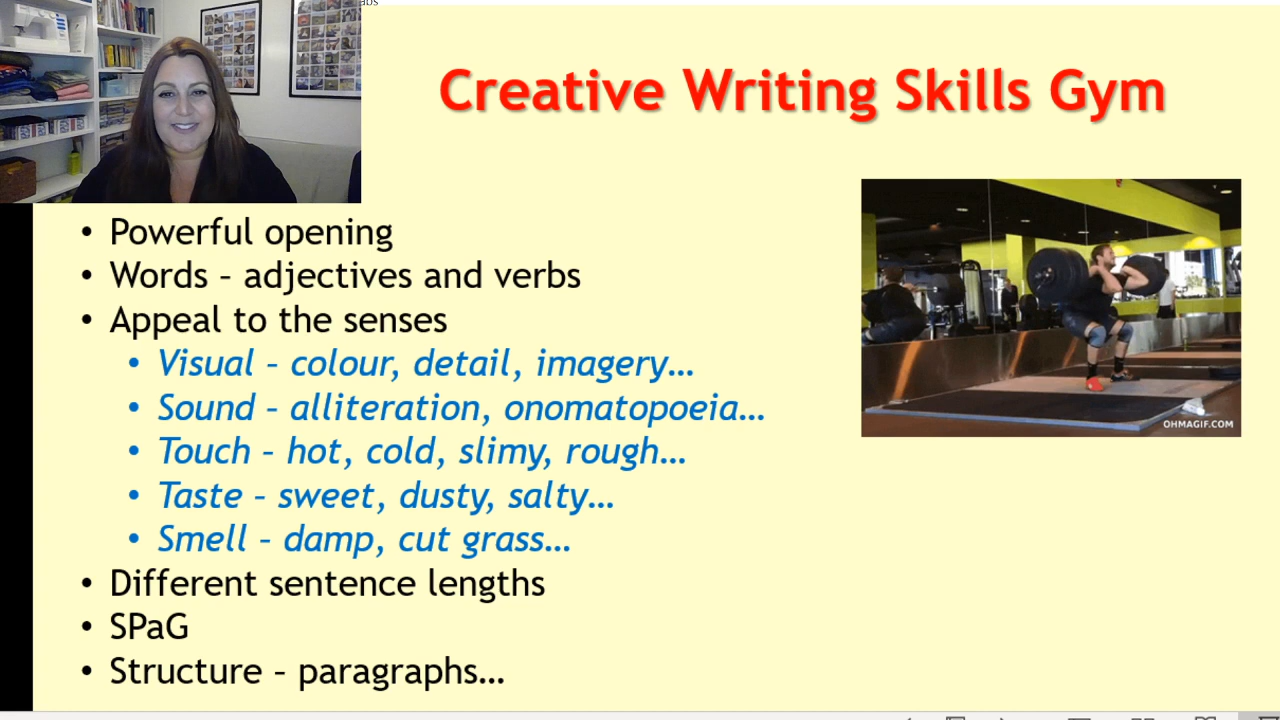 abs
Creative Writing Skills Gym
• Powerful opening
• Words – adjectives and verbs
• Appeal to the senses
• Visual – colour, detail, imagery…
• Sound – alliteration, onomatopoeia…
• Touch – hot, cold, slimy, rough…
• Taste – sweet, dusty, salty…
• Smell – damp, cut grass…
• Different sentence lengths
• SPaG
• Structure – paragraphs…
OHMAGIF.COM